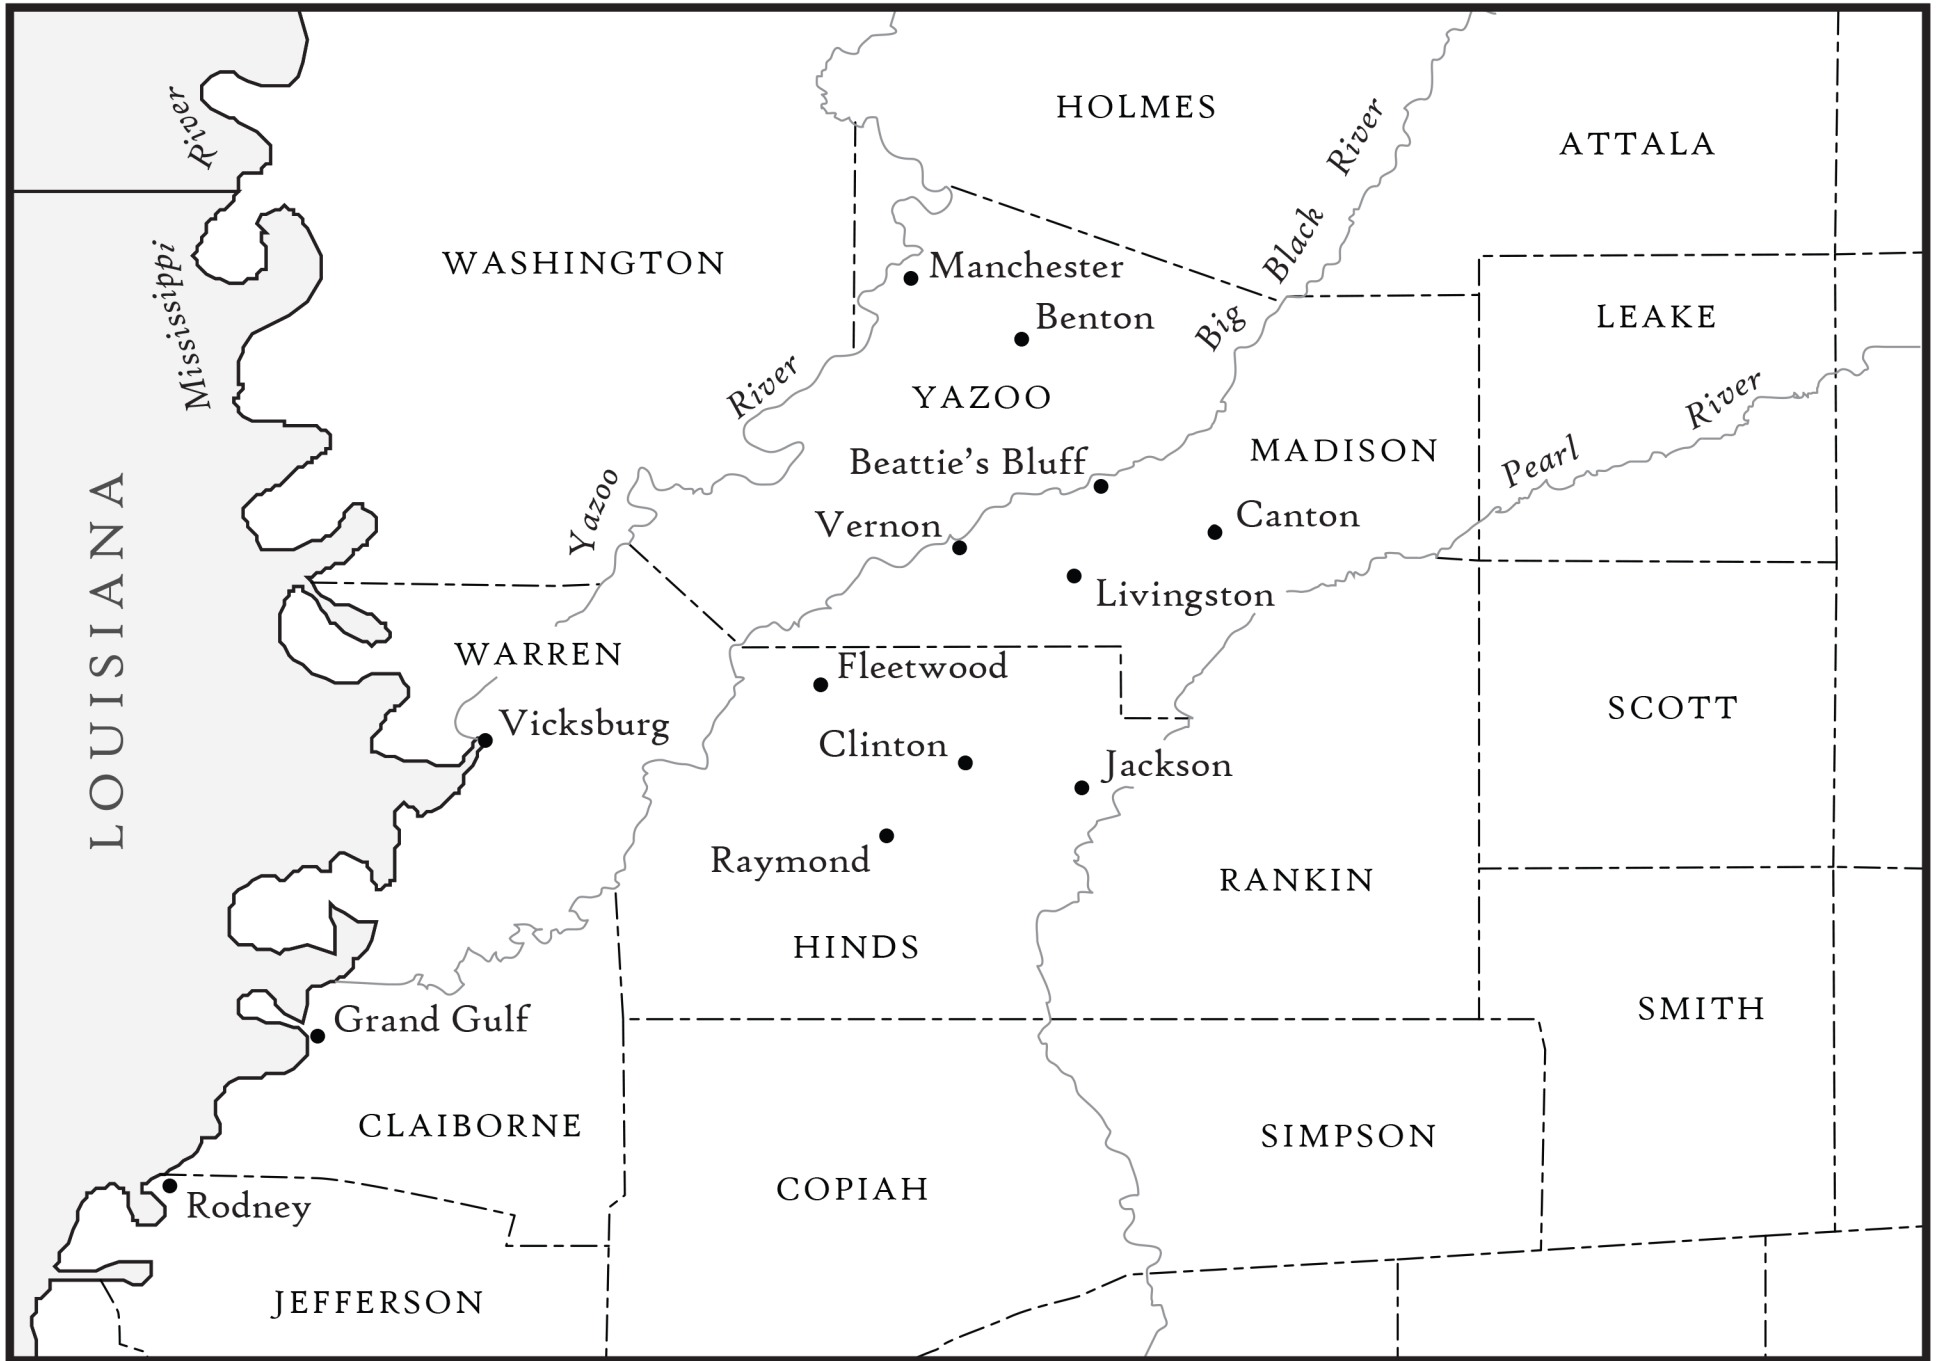 River
Mississippi
LOUISIANA
HOLMES
ATTALA
Big Black River
WASHINGTON
Manchester
Benton
LEAKE
YAZOO
Yazoo River
Pearl River
MADISON
Beattie’s Bluff
Canton
Vernon
Livingston
WARREN
Fleetwood
SCOTT
Vicksburg
Clinton
Jackson
Raymond
RANKIN
HINDS
SMITH
Grand Gulf
CLAIBORNE
SIMPSON
COPIAH
Rodney
JEFFERSON